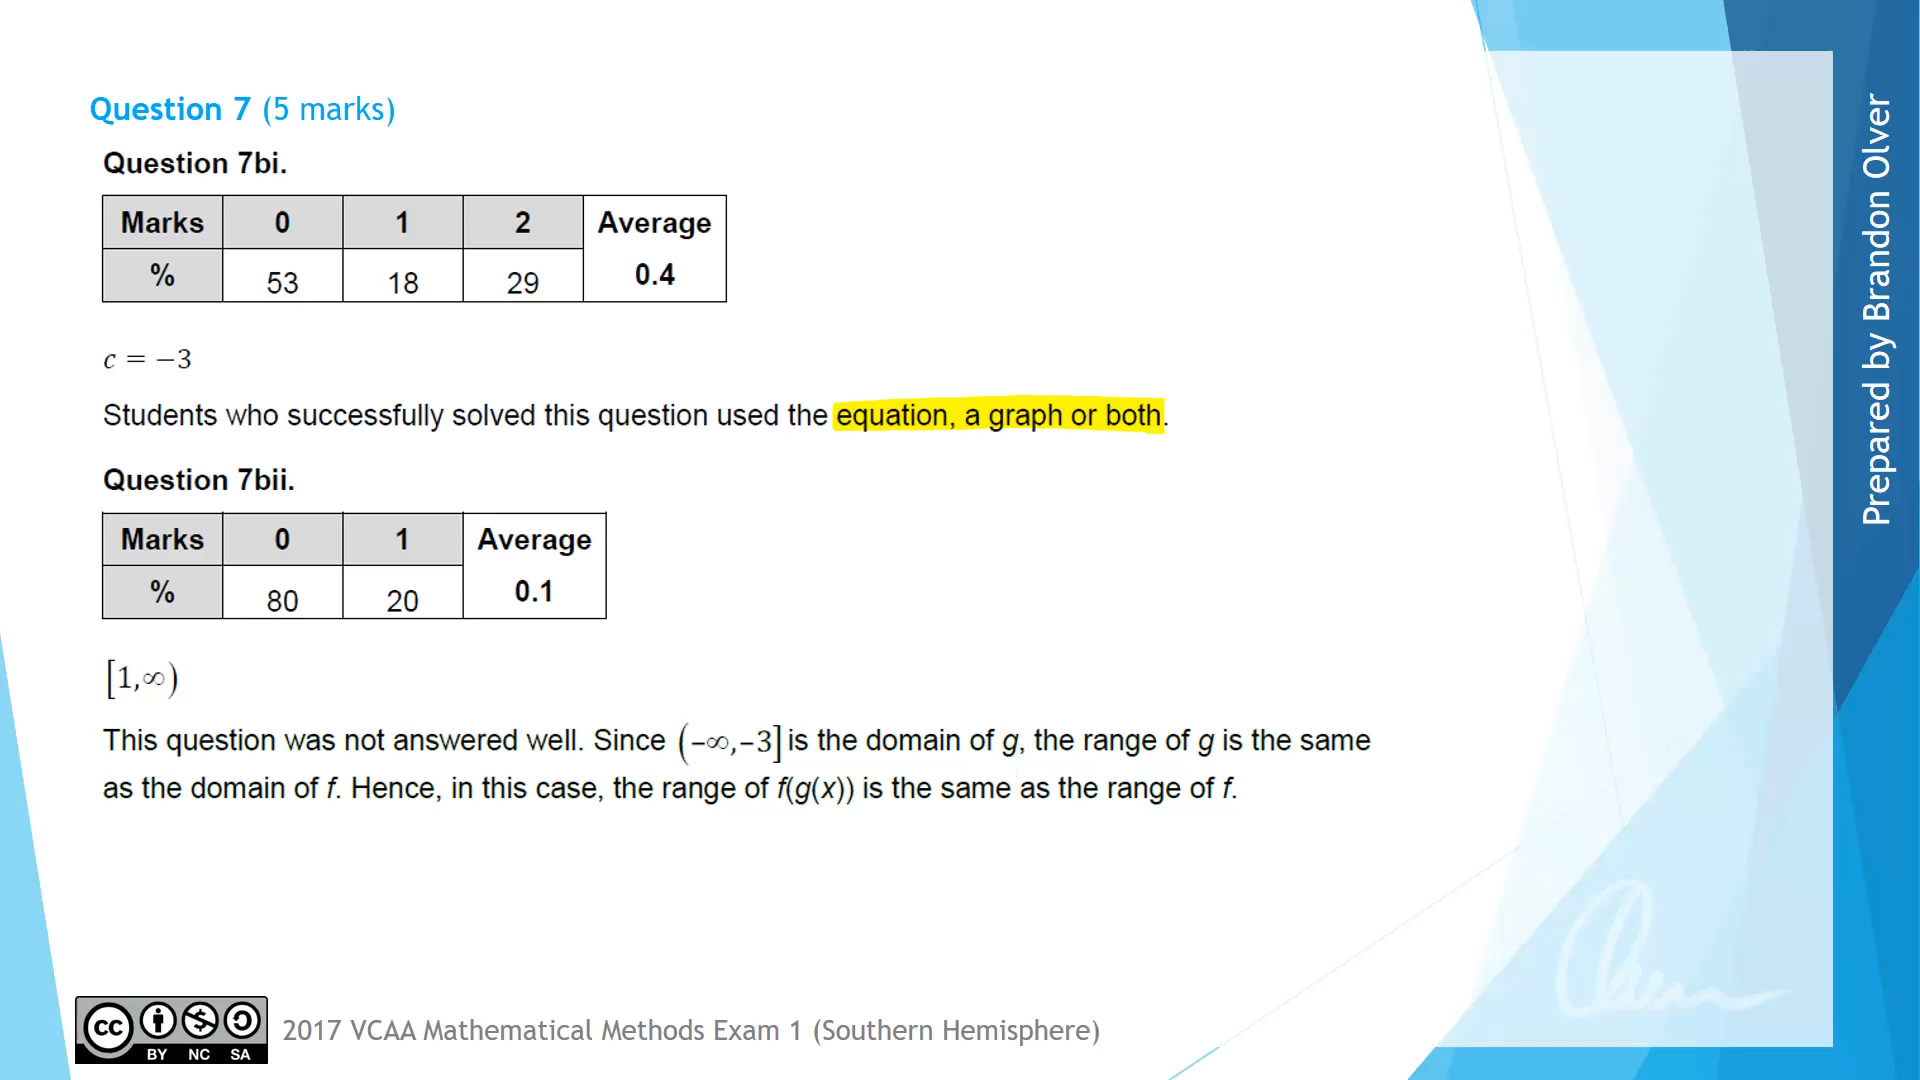 Question 7 (5 marks)
Question 7bi.
Marks 0 1 2 Average
% 53 18 29 0.4
c = −3
Students who successfully solved this question used the equation, a graph or both.
Question 7bii.
Marks 0 1 Average
% 80 20 0.1
[1,∞)
This question was not answered well. Since (−∞,−3] is the domain of g, the range of g is the same
as the domain of f. Hence, in this case, the range of f(g(x)) is the same as the range of f.
cc BY NC SA
2017 VCAA Mathematical Methods Exam 1 (Southern Hemisphere)
Prepared by Brandon Olver